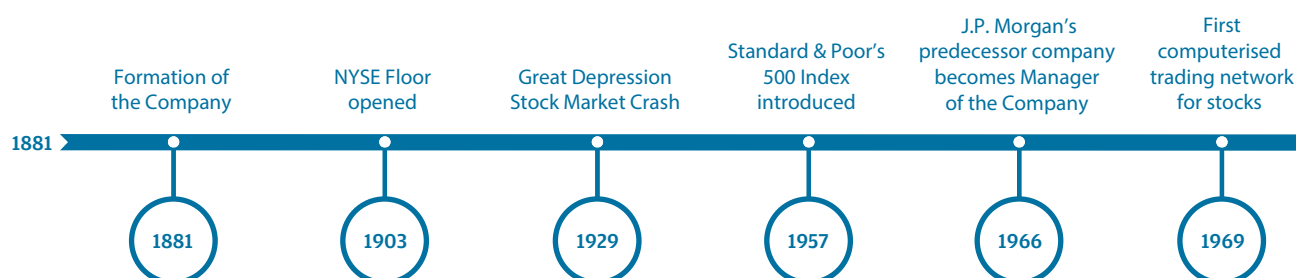 Formation of
the Company
NYSE Floor
opened
Great Depression
Stock Market Crash
Standard & Poor's
500 Index
introduced
J.P. Morgan's
predecessor company
becomes Manager
of the Company
First
computerised
trading network
for stocks
1881
1881
1903
1929
1957
1966
1969